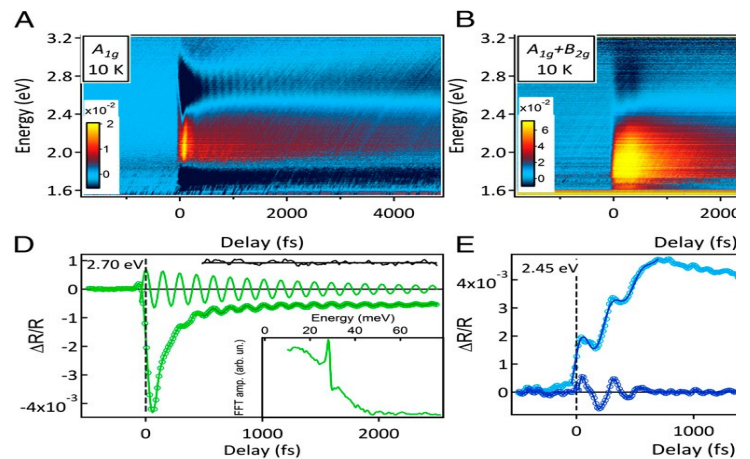 A
B
3.2
2.8
2.4
2.0
1.6
Energy (eV)
A1g
10 K
x10⁻²
2
1
0
0
2000
4000
Delay (fs)
3.2
2.8
2.4
2.0
1.6
Energy (eV)
A1g+B2g
10 K
x10⁻²
6
4
2
0
0
2000
Delay (fs)
D
E
1
0
-1
-2
-3
-4x10⁻³
ΔR/R
2.70 eV
Energy (meV)
0
20
40
60
FFT amp. (arb. un.)
0
1000
2000
Delay (fs)
2.45 eV
4x10⁻³
3
2
1
0
ΔR/R
0
1000
Delay (fs)